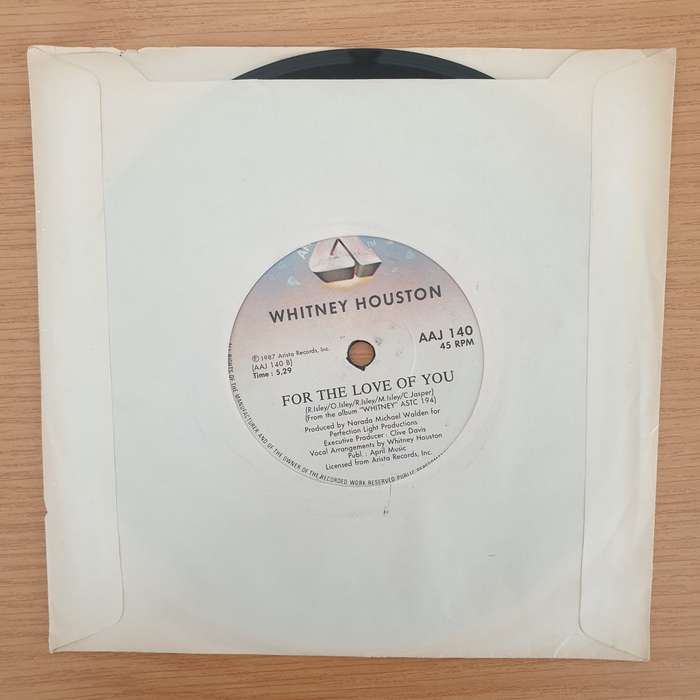 AR
TM
WHITNEY HOUSTON
AAJ 140
45 RPM
℗1987 Arista Records, Inc.
(AAJ 140 B)
Time : 5,29
FOR THE LOVE OF YOU
(R.Isley/O.Isley/R.Isley/M.Isley/C.Jasper)
(From the album "WHITNEY" ASTC 194)
Produced by Narada Michael Walden for
Perfection Light Productions
Executive Producer : Clive Davis
Vocal Arrangements by Whitney Houston
Publ. : April Music
Licensed from Arista Records, Inc.
RIGHTS OF THE MANUFACTURER AND OF THE OWNER OF THE RECORDED WORK RESERVED PUBLIC